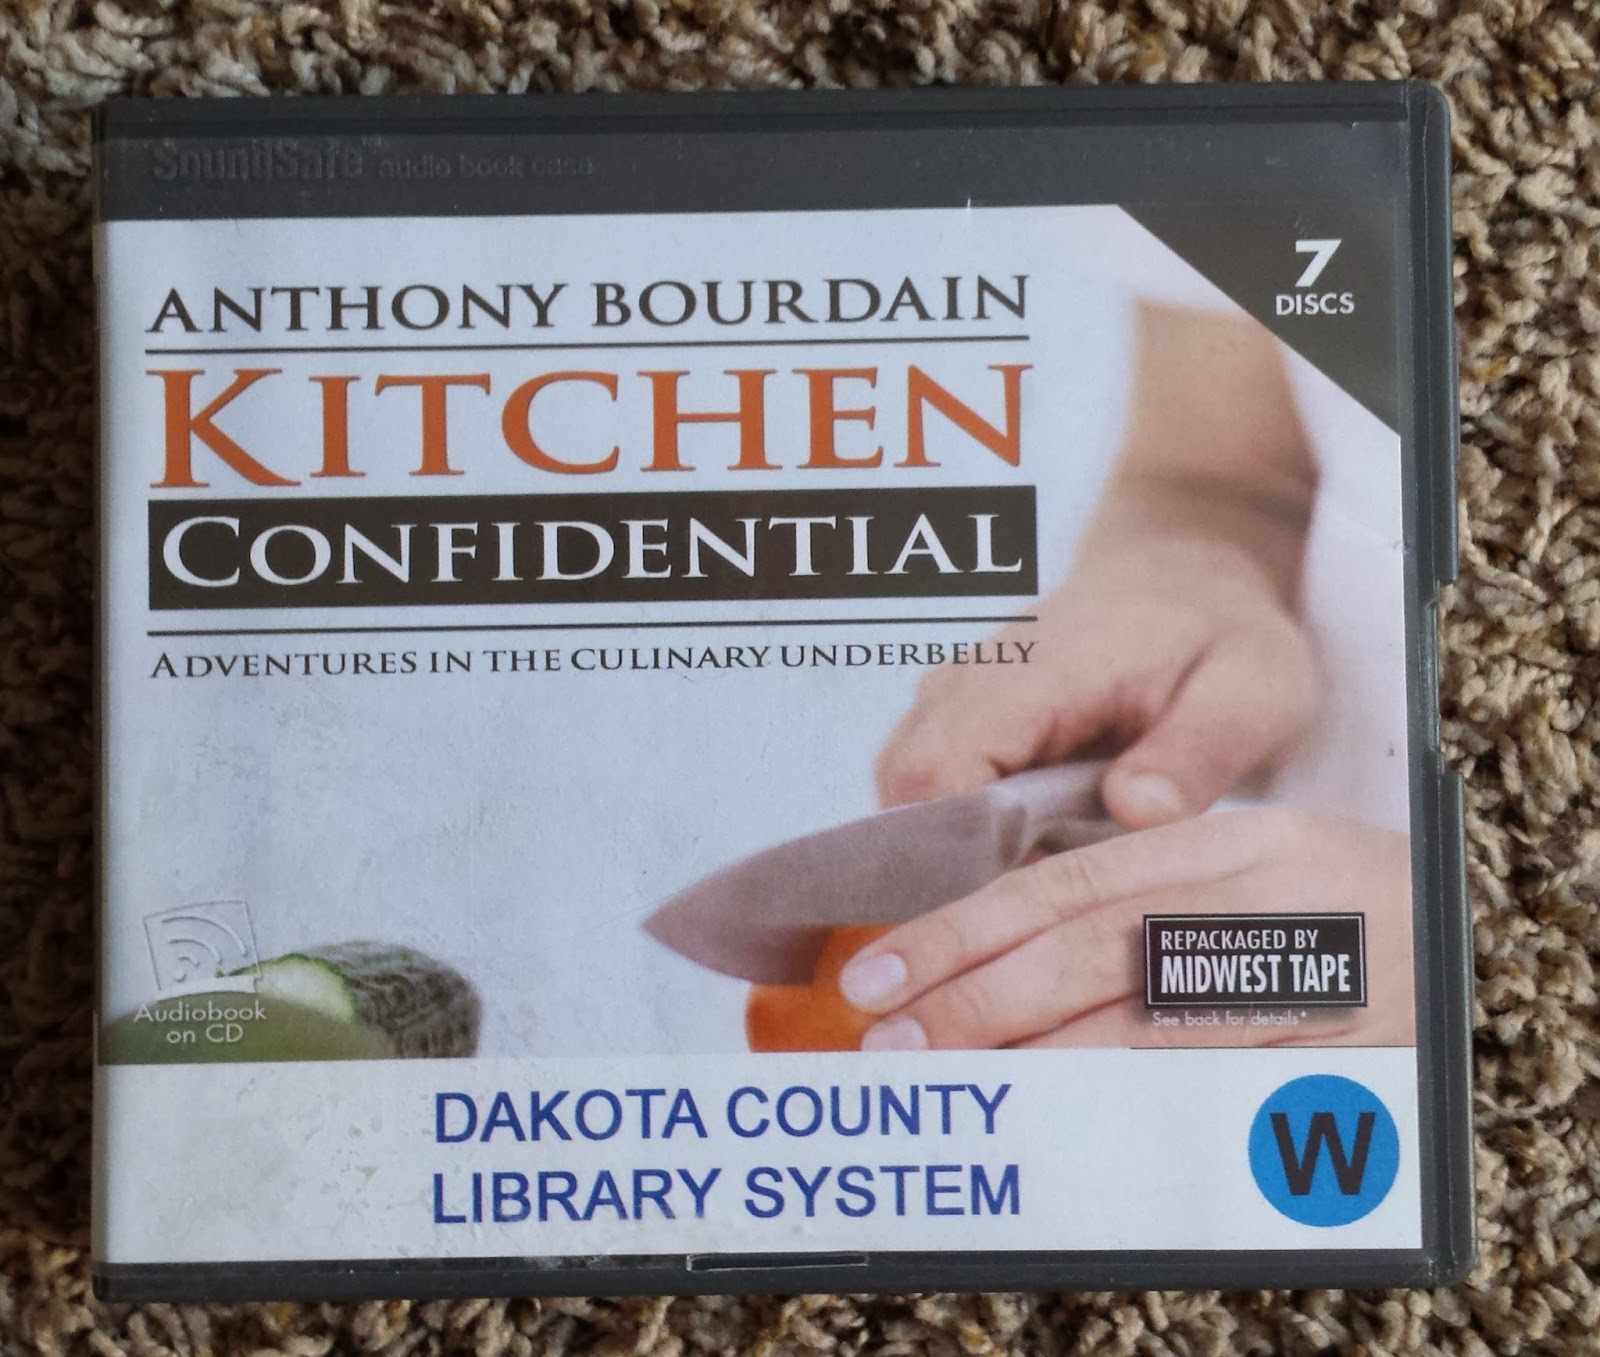 SoundSafe™ audio book case
7
DISCS
ANTHONY BOURDAIN
KITCHEN
CONFIDENTIAL
ADVENTURES IN THE CULINARY UNDERBELLY
REPACKAGED BY
MIDWEST TAPE
See back for details*
Audiobook
on CD
DAKOTA COUNTY
LIBRARY SYSTEM
W